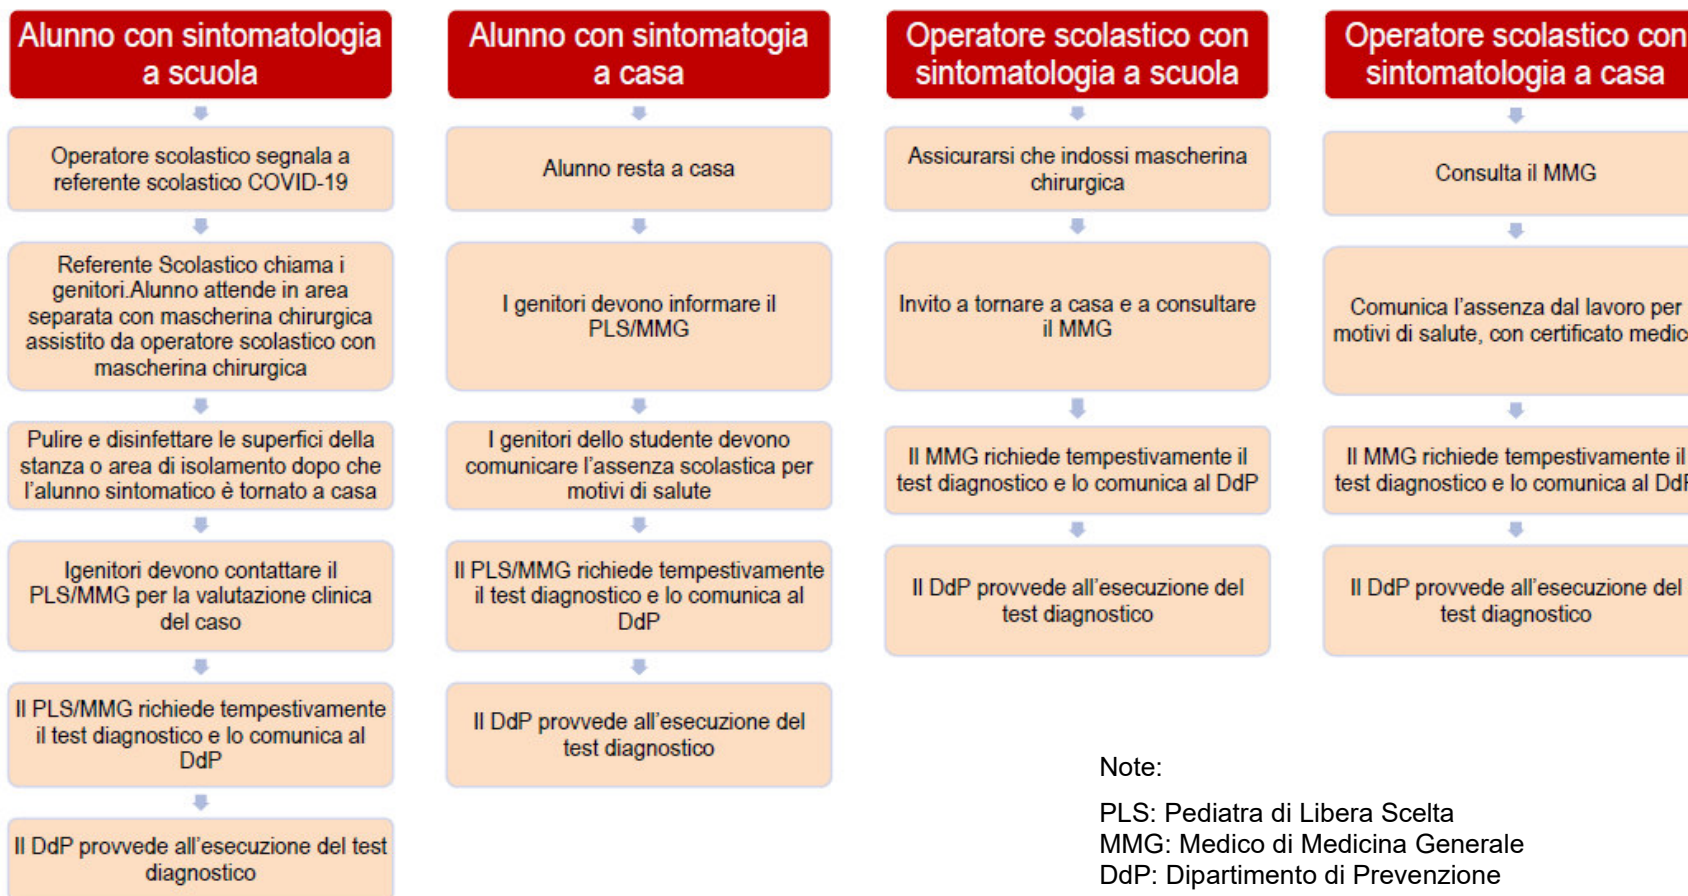 Alunno con sintomatologia
a scuola
Operatore scolastico segnala a
referente scolastico COVID-19
Referente Scolastico chiama i
genitori.Alunno attende in area
separata con mascherina chirurgica
assistito da operatore scolastico con
mascherina chirurgica
Pulire e disinfettare le superfici della
stanza o area di isolamento dopo che
l'alunno sintomatico è tornato a casa
Igenitori devono contattare il
PLS/MMG per la valutazione clinica
del caso
Il PLS/MMG richiede tempestivamente
il test diagnostico e lo comunica al
DdP
Il DdP provvede all'esecuzione del test
diagnostico
Alunno con sintomatogia
a casa
Alunno resta a casa
I genitori devono informare il
PLS/MMG
I genitori dello studente devono
comunicare l'assenza scolastica per
motivi di salute
Il PLS/MMG richiede tempestivamente
il test diagnostico e lo comunica al
DdP
Il DdP provvede all'esecuzione del
test diagnostico
Operatore scolastico con
sintomatologia a scuola
Assicurarsi che indossi mascherina
chirurgica
Invito a tornare a casa e a consultare
il MMG
Il MMG richiede tempestivamente il
test diagnostico e lo comunica al DdP
Il DdP provvede all'esecuzione del
test diagnostico
Operatore scolastico con
sintomatologia a casa
Consulta il MMG
Comunica l'assenza dal lavoro per
motivi di salute, con certificato medic
Il MMG richiede tempestivamente il
test diagnostico e lo comunica al DdP
Il DdP provvede all'esecuzione del
test diagnostico
Note:
PLS: Pediatra di Libera Scelta
MMG: Medico di Medicina Generale
DdP: Dipartimento di Prevenzione